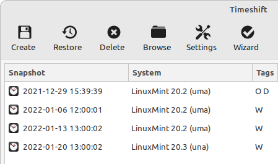 Timeshift
Create Restore Delete Browse Settings Wizard
Snapshot System Tags
2021-12-29 15:39:39 LinuxMint 20.2 (uma) O D
2022-01-06 12:00:01 LinuxMint 20.2 (uma) W
2022-01-13 13:00:02 LinuxMint 20.2 (uma) W
2022-01-20 13:00:02 LinuxMint 20.3 (una) W